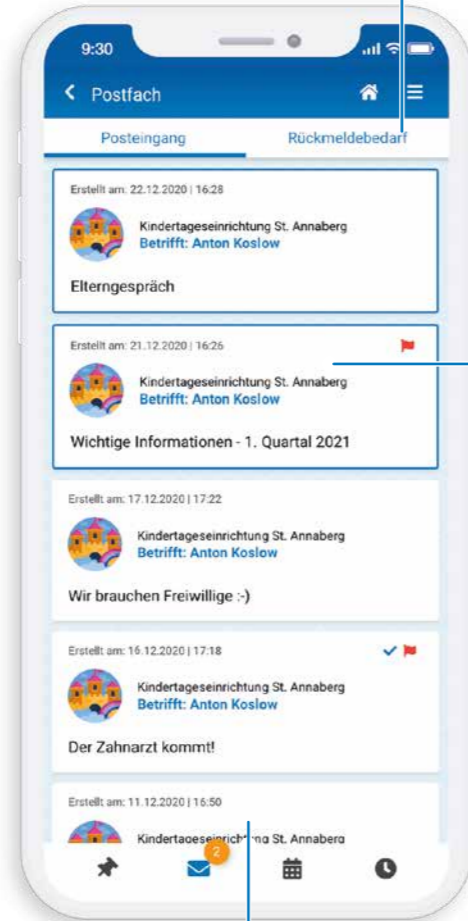 9:30
Postfach
Posteingang Rückmeldebedarf
Erstellt am: 22.12.2020 | 16:28
Kindertageseinrichtung St. Annaberg
Betrifft: Anton Koslow
Elterngespräch
Erstellt am: 21.12.2020 | 16:26
Kindertageseinrichtung St. Annaberg
Betrifft: Anton Koslow
Wichtige Informationen - 1. Quartal 2021
Erstellt am: 17.12.2020 | 17:22
Kindertageseinrichtung St. Annaberg
Betrifft: Anton Koslow
Wir brauchen Freiwillige :-)
Erstellt am: 16.12.2020 | 17:18
Kindertageseinrichtung St. Annaberg
Betrifft: Anton Koslow
Der Zahnarzt kommt!
Erstellt am: 11.12.2020 | 16:50
Kindertageseinrichtung St. Annaberg
2